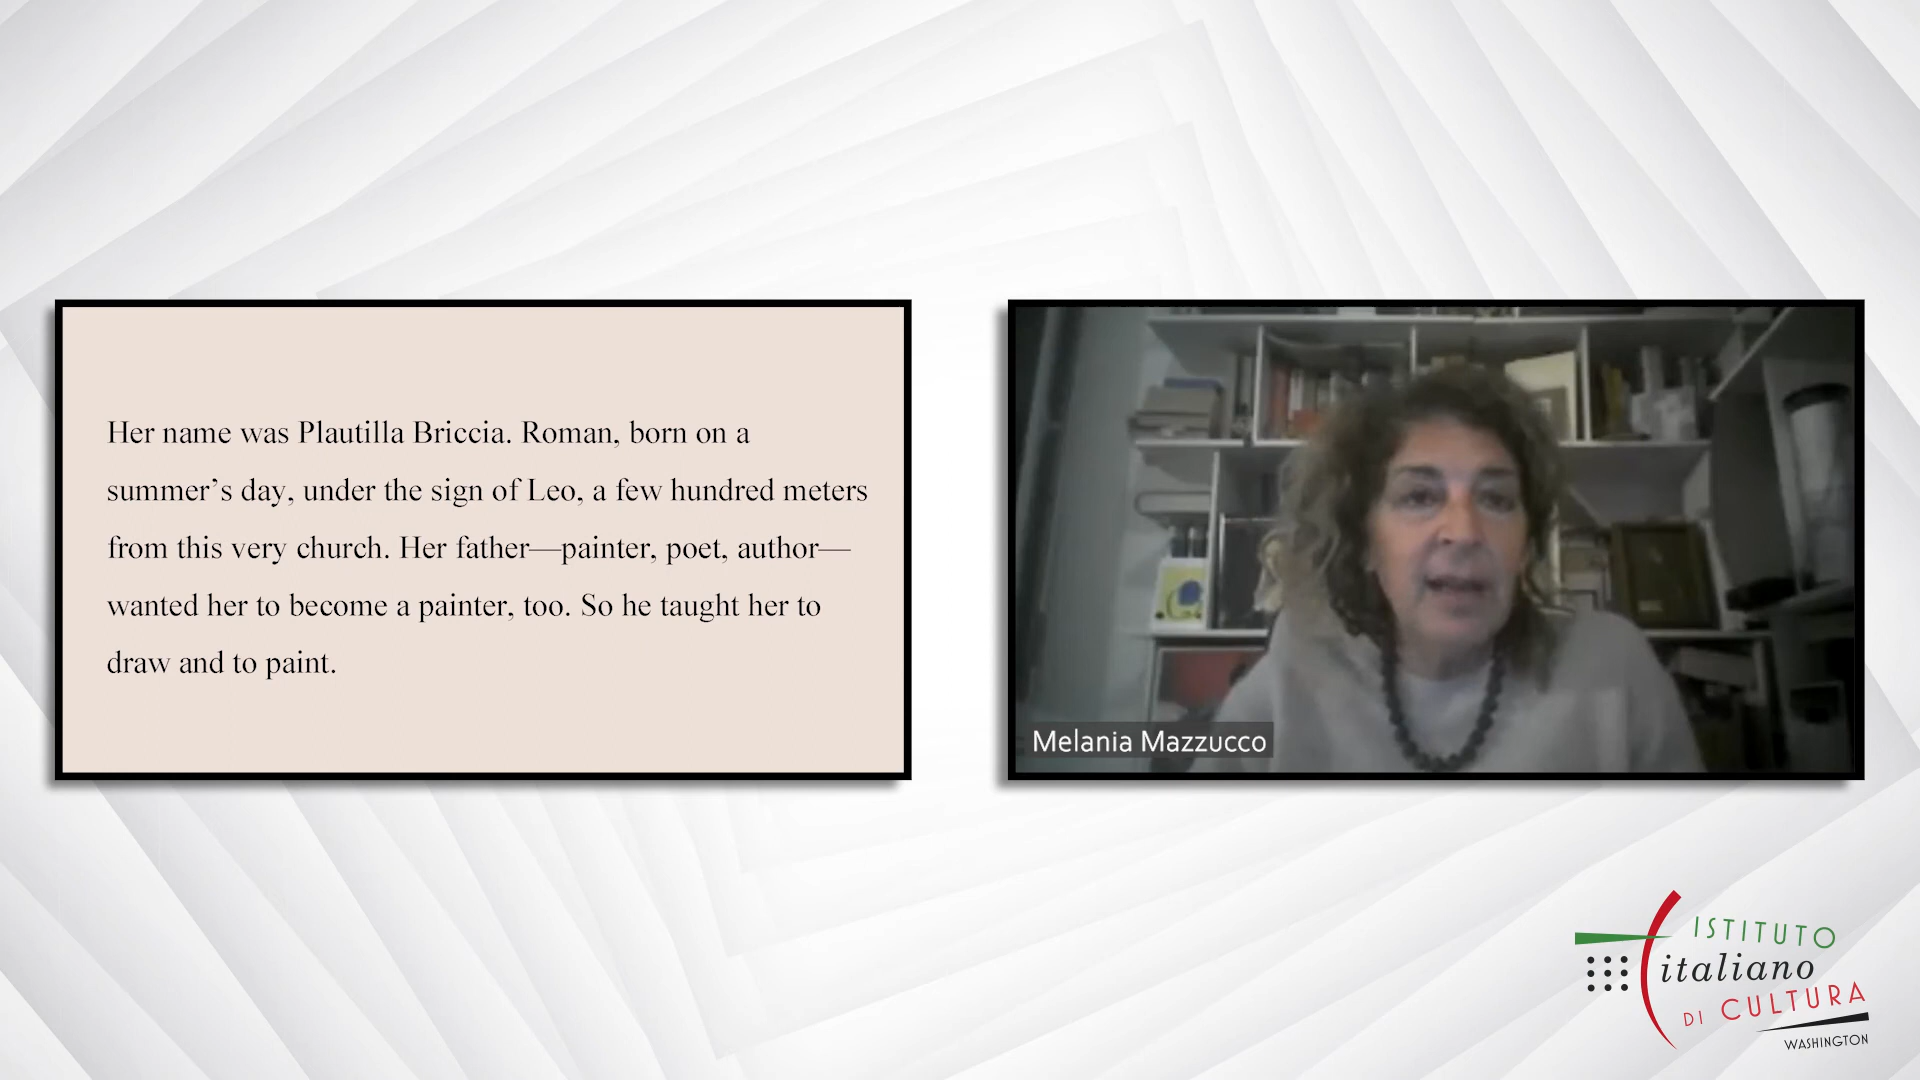 Her name was Plautilla Briccia. Roman, born on a
summer’s day, under the sign of Leo, a few hundred meters
from this very church. Her father—painter, poet, author—
wanted her to become a painter, too. So he taught her to
draw and to paint.
Melania Mazzucco
ISTITUTO
italiano
DI CULTURA
WASHINGTON